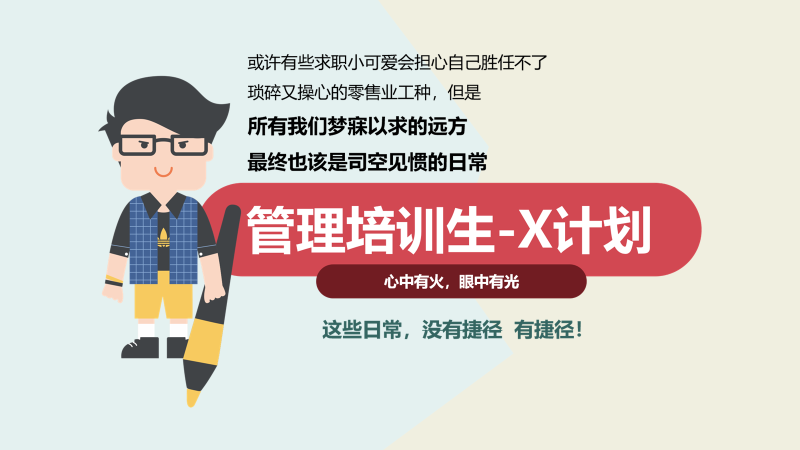 或许有些求职小可爱会担心自己胜任不了
琐碎又操心的零售业工种，但是
所有我们梦寐以求的远方
最终也该是司空见惯的日常
管理培训生-X计划
心中有火，眼中有光
这些日常，没有捷径 有捷径！